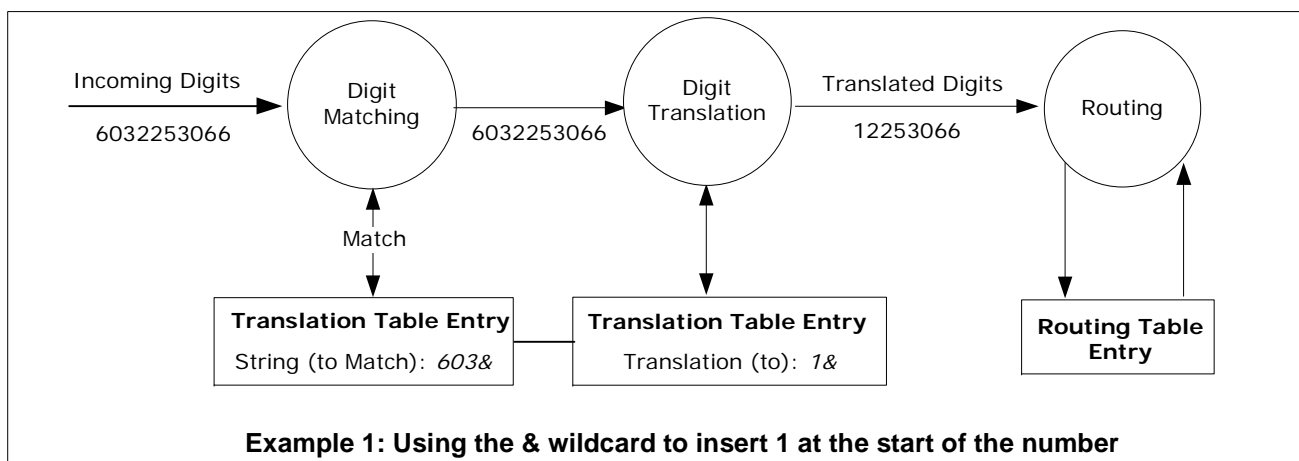 Incoming Digits
6032253066
Digit
Matching
6032253066
Digit
Translation
Translated Digits
12253066
Routing
Match
Translation Table Entry
String (to Match): 603&
Translation Table Entry
Translation (to): 1&
Routing Table
Entry
Example 1: Using the & wildcard to insert 1 at the start of the number